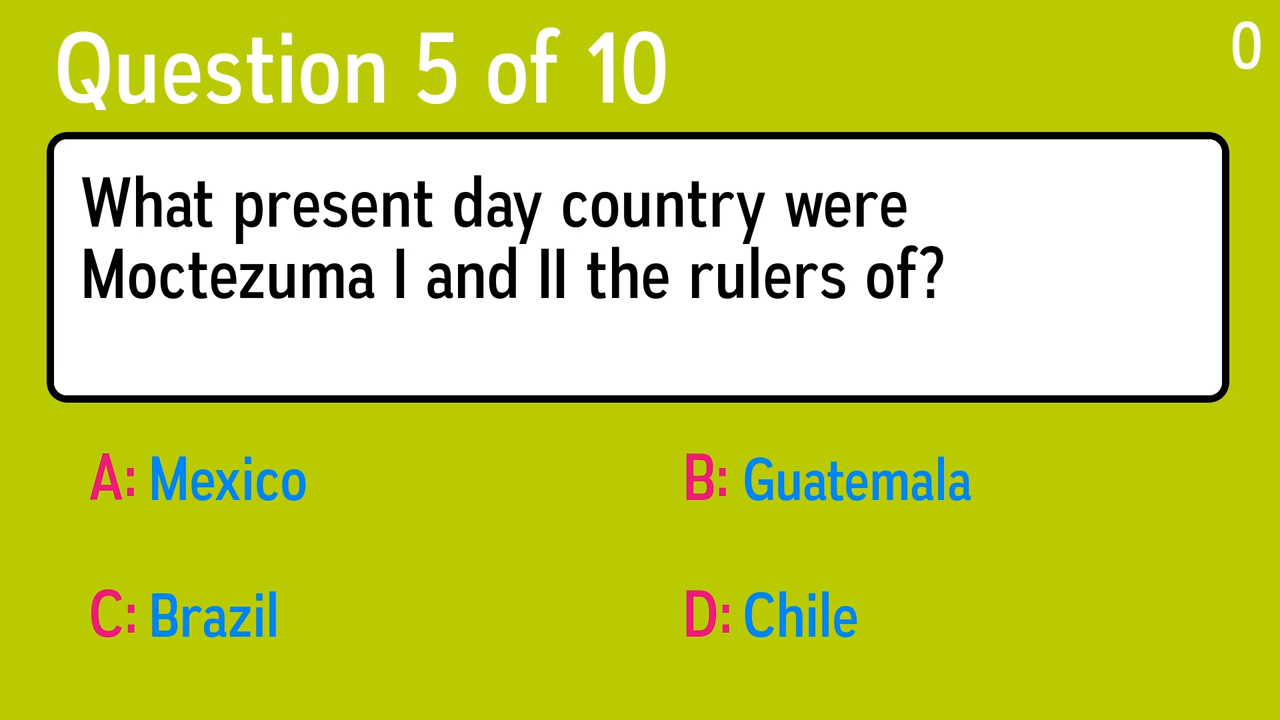 Question 5 of 10
0
What present day country were
Moctezuma I and II the rulers of?
A: Mexico
B: Guatemala
C: Brazil
D: Chile